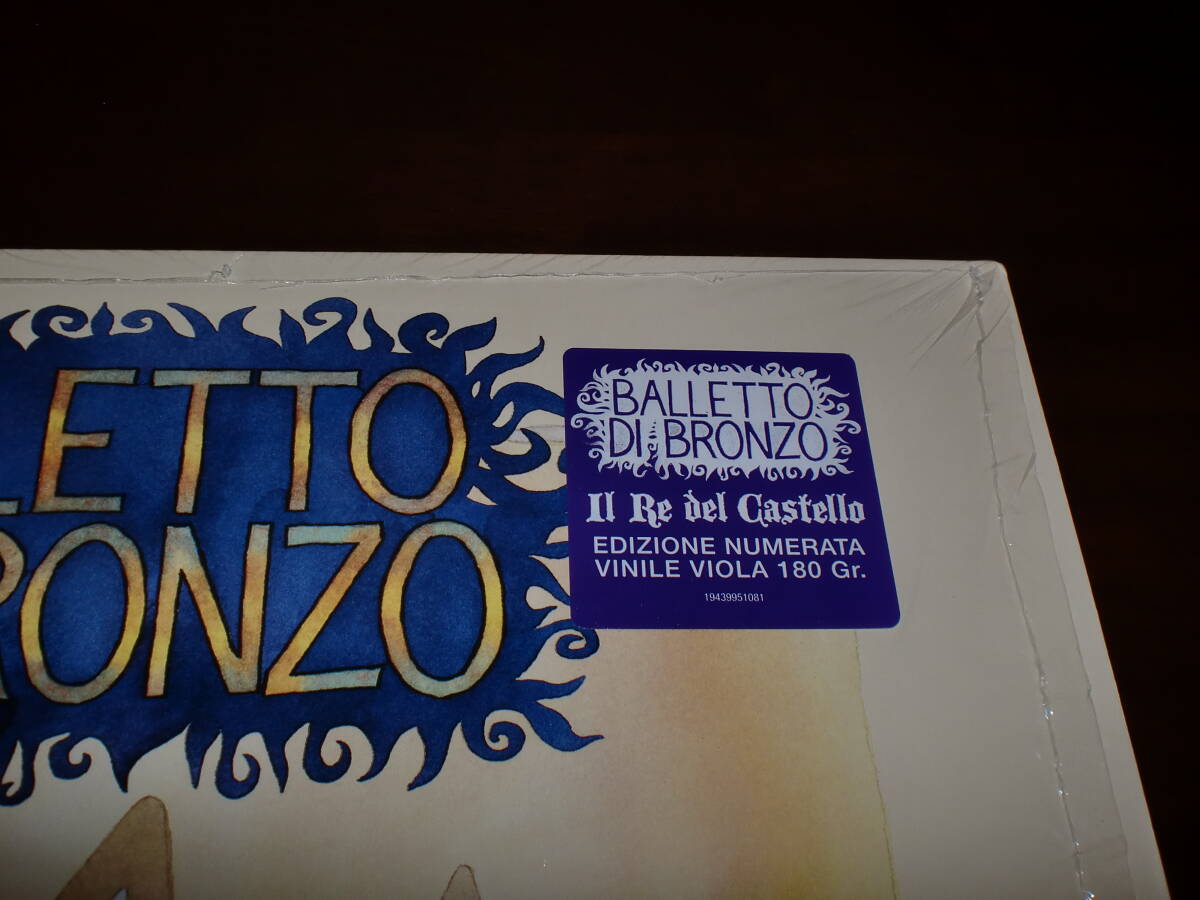 LETTO
RONZO
BALLETTO
DI BRONZO
Il Re del Castello
EDIZIONE NUMERATA
VINILE VIOLA 180 Gr.
19439951081